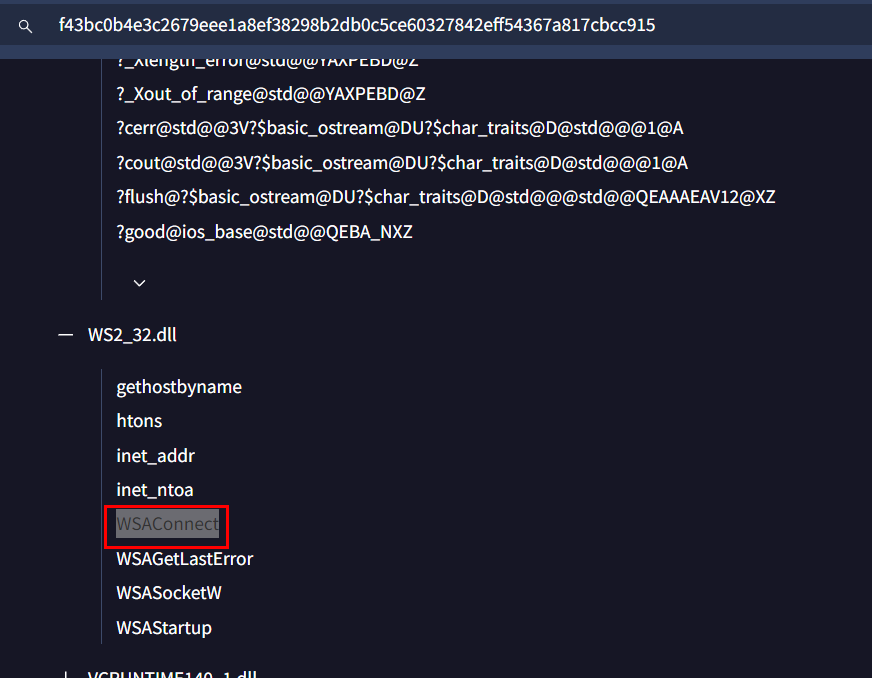 f43bc0b4e3c2679eee1a8ef38298b2db0c5ce60327842eff54367a817cbcc915
?_Xlength_error@std@@YAXPEBD@Z
?_Xout_of_range@std@@YAXPEBD@Z
?cerr@std@@3V?$basic_ostream@DU?$char_traits@D@std@@@1@A
?cout@std@@3V?$basic_ostream@DU?$char_traits@D@std@@@1@A
?flush@?$basic_ostream@DU?$char_traits@D@std@@@std@@QEAAAEAV12@XZ
?good@ios_base@std@@QEBA_NXZ
WS2_32.dll
gethostbyname
htons
inet_addr
inet_ntoa
WSAConnect
WSAGetLastError
WSASocketW
WSAStartup
VCRUNTIME140_1.dll